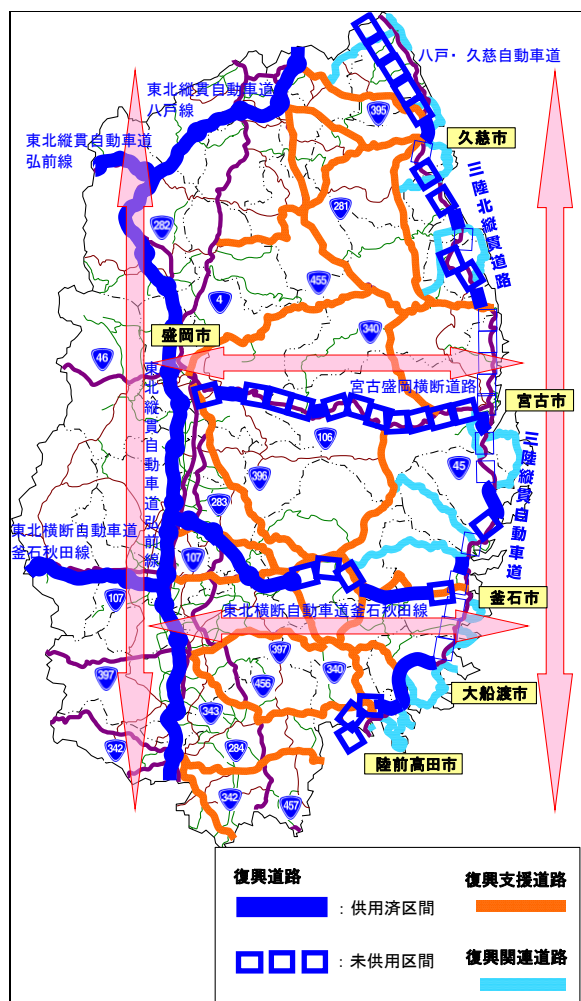 八戸・久慈自動車道
東北縦貫自動車道
八戸線
395
久慈市
東北縦貫自動車道
弘前線
三陸北縦貫道路
281
282
455
4
340
盛岡市
46
宮古盛岡横断道路
東北縦貫自動車道弘前線
宮古市
106
三陸縦貫自動車道
45
396
283
東北横断自動車道
釜石秋田線
107
107
釜石市
東北横断自動車道釜石秋田線
397
340
397
456
大船渡市
343
284
342
陸前高田市
342
457
復興道路
:供用済区間
:未供用区間
復興支援道路
復興関連道路